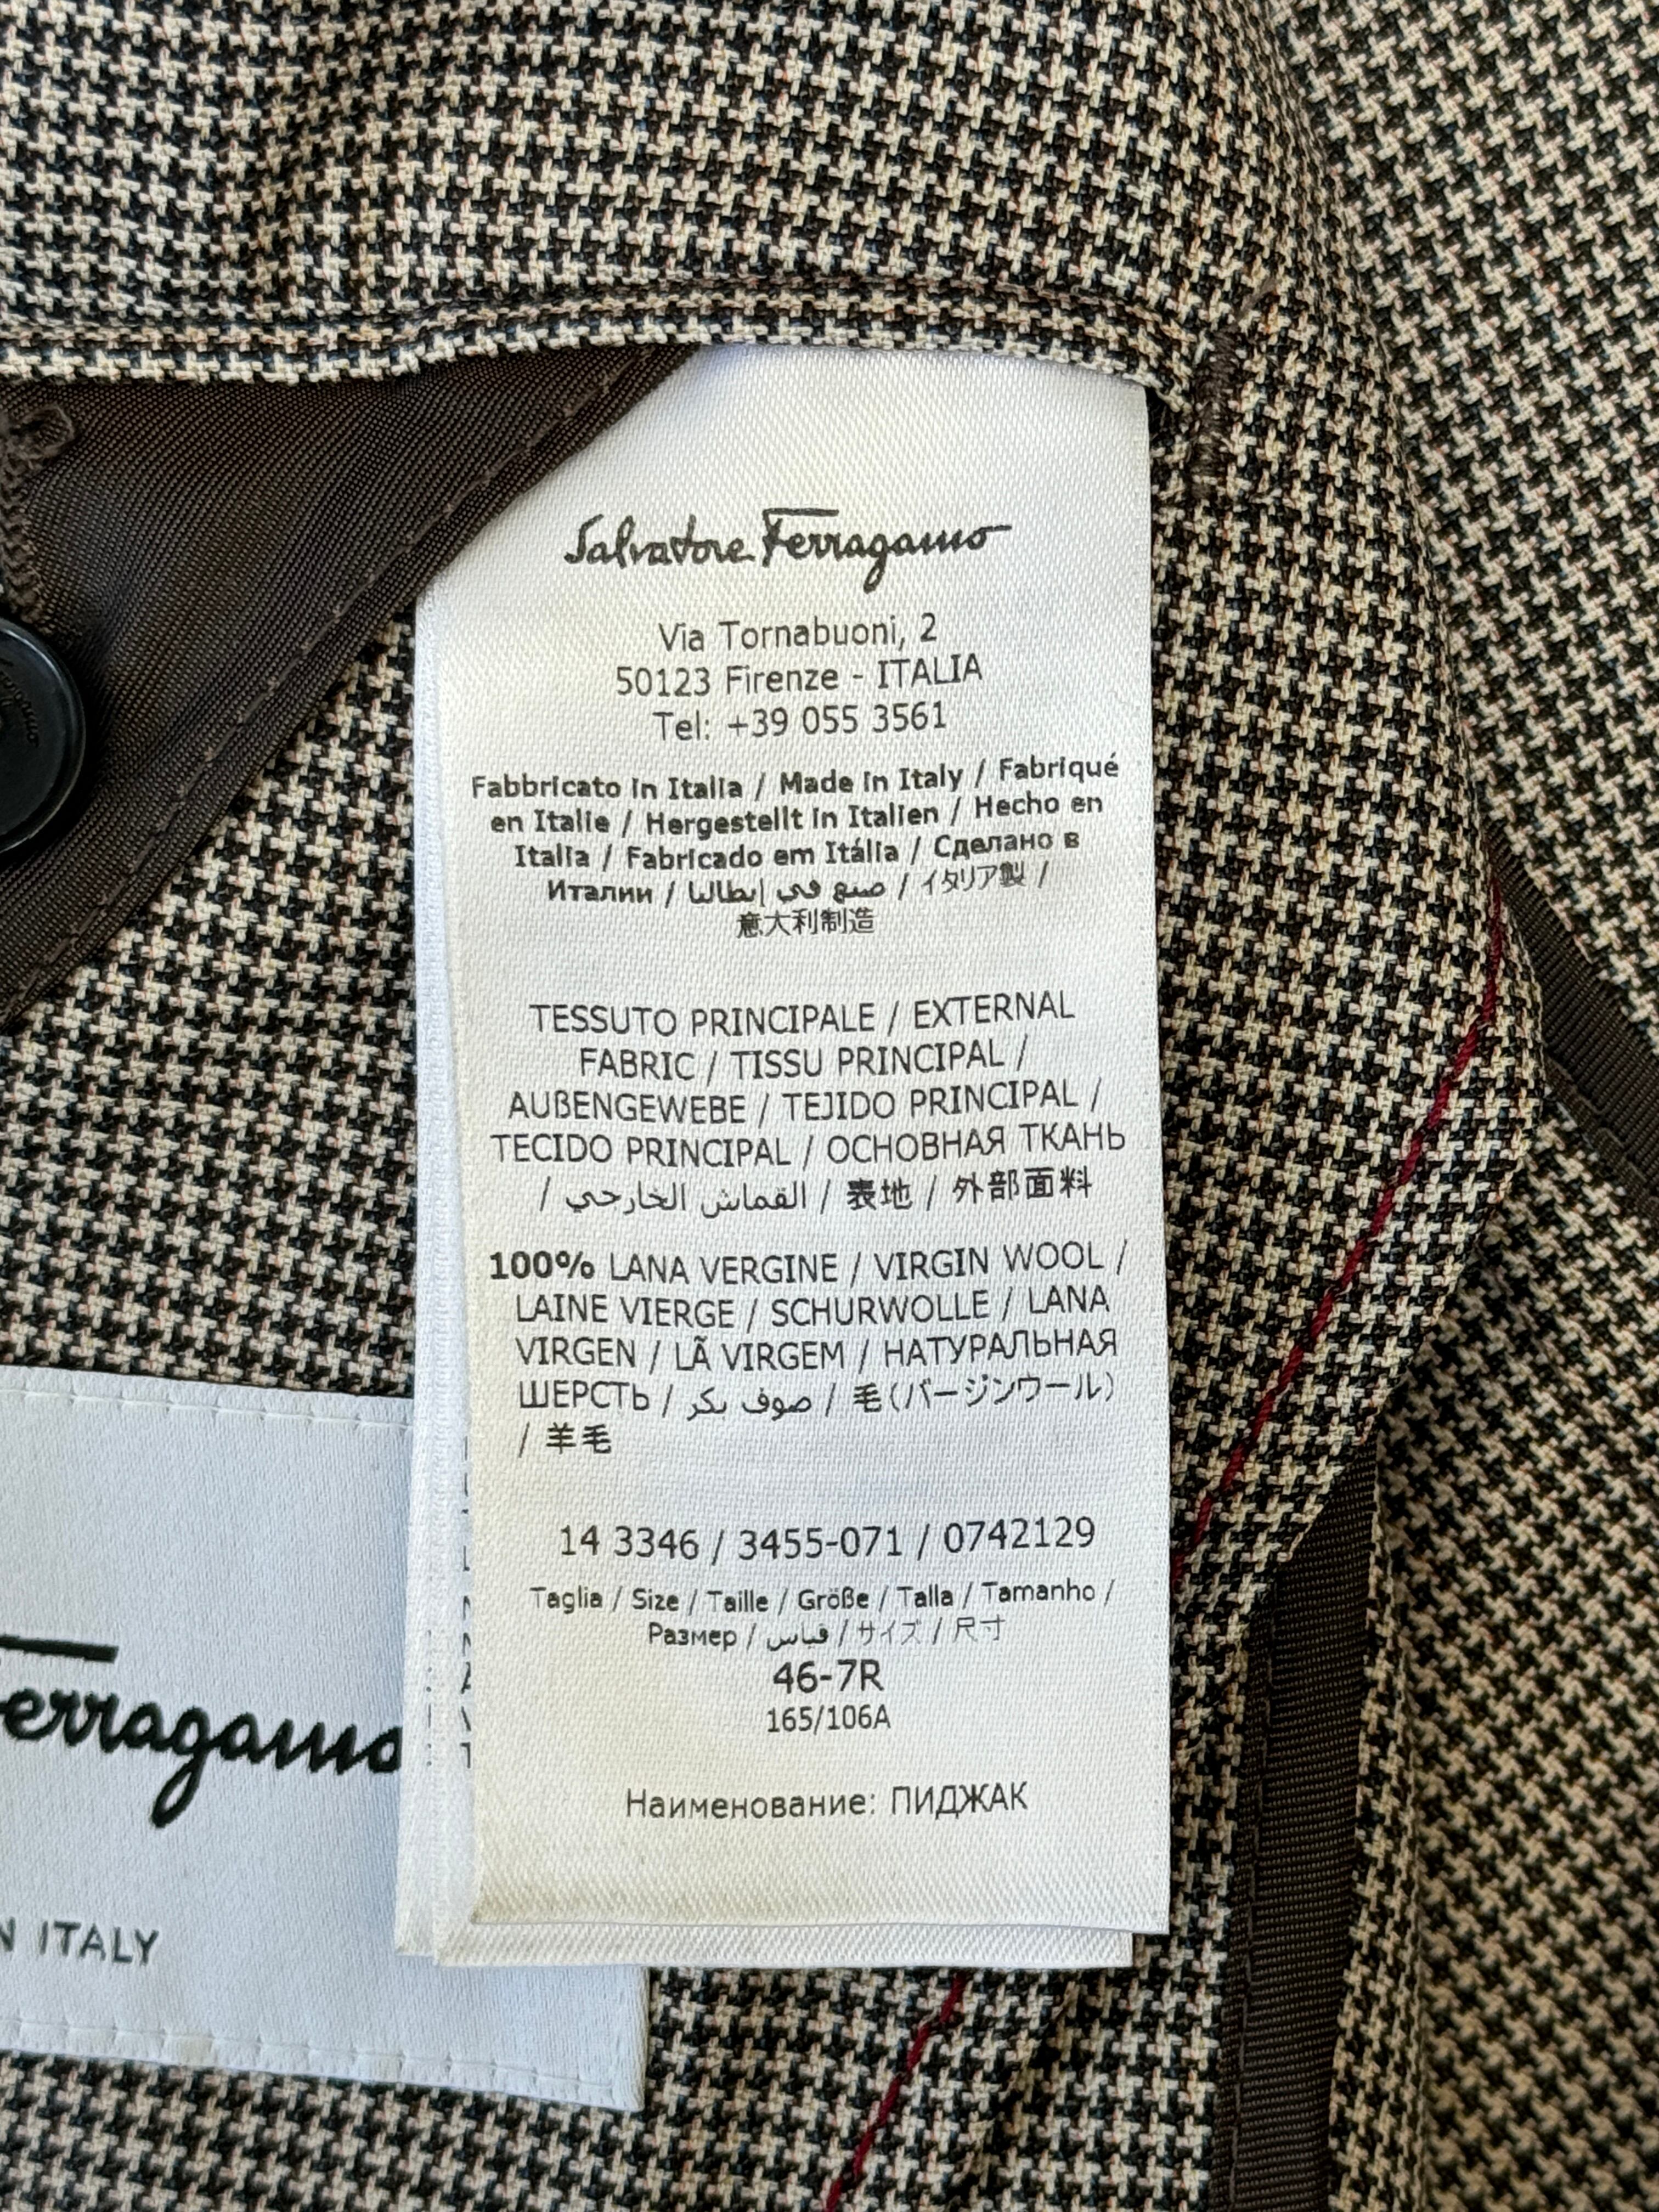 Salvatore Ferragamo
Via Tornabuoni, 2
50123 Firenze - ITALIA
Tel: +39 055 3561
Fabbricato in Italia / Made in Italy / Fabriqué
en Italie / Hergestellt in Italien / Hecho en
Italia / Fabricado em Itália / Сделано в
Италии / صنع في إيطاليا / イタリア製 /
意大利制造
TESSUTO PRINCIPALE / EXTERNAL
FABRIC / TISSU PRINCIPAL /
AUßENGEWEBE / TEJIDO PRINCIPAL /
TECIDO PRINCIPAL / ОСНОВНАЯ ТКАНЬ
/ القماش الخارجي / 表地 / 外部面料
100% LANA VERGINE / VIRGIN WOOL /
LAINE VIERGE / SCHURWOLLE / LANA
VIRGEN / LÃ VIRGEM / НАТУРАЛЬНАЯ
ШЕРСТЬ / صوف بكر / 毛(バージンウール)
/ 羊毛
14 3346 / 3455-071 / 0742129
Taglia / Size / Taille / Größe / Talla / Tamanho /
Размер / قياس / サイズ / 尺寸
46-7R
165/106A
Наименование: ПИДЖАК
Ferragamo
N ITALY